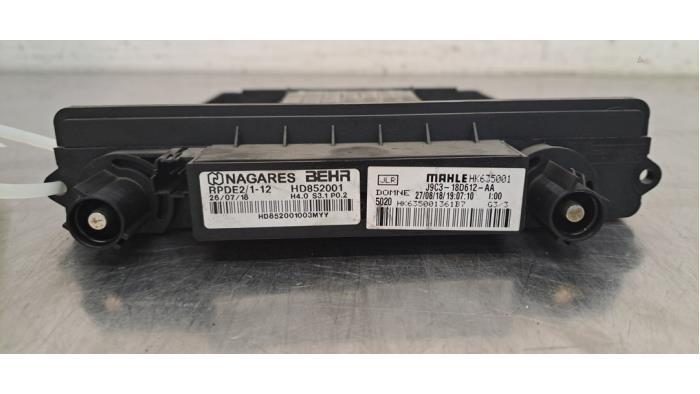 NAGARES BEHR
RPDE2/1-12 HD852001
26/07/18 H4.0 S3.1 P0.2
HD852001003MYY
JLR MAHLE HK635001
J9C3-18D612-AA
DOMNE 27/08/18/19:07:10 1:00
5020 HK635001361B7 G3/3